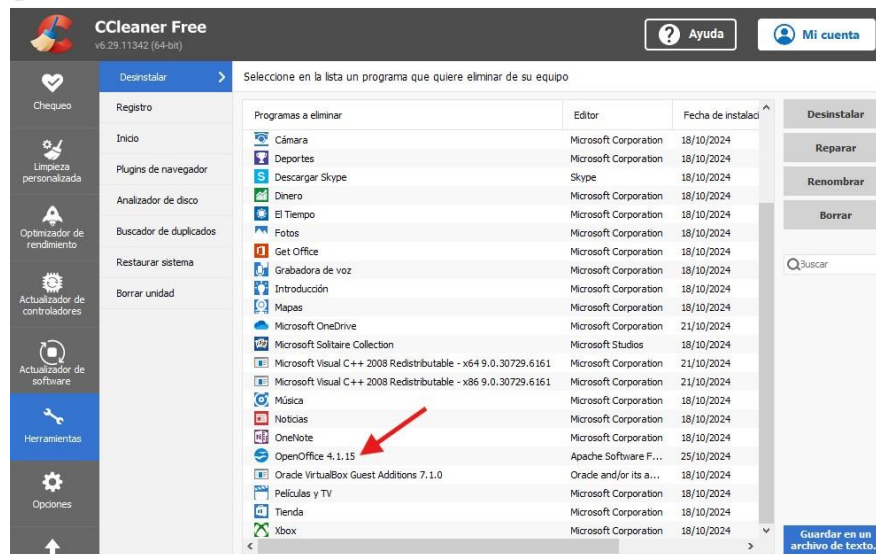 CCleaner Free
v6.29.11342 (64-bit)
Ayuda
Mi cuenta
Chequeo
Limpieza
personalizada
Optimizador de
rendimiento
Actualizador de
controladores
Actualizador de
software
Herramientas
Opciones
Desinstalar
Registro
Inicio
Plugins de navegador
Analizador de disco
Buscador de duplicados
Restaurar sistema
Borrar unidad
Seleccione en la lista un programa que quiere eliminar de su equipo
Programas a eliminar Editor Fecha de instalaci
Cámara Microsoft Corporation 18/10/2024
Deportes Microsoft Corporation 18/10/2024
Descargar Skype Skype 18/10/2024
Dinero Microsoft Corporation 18/10/2024
El Tiempo Microsoft Corporation 18/10/2024
Fotos Microsoft Corporation 18/10/2024
Get Office Microsoft Corporation 18/10/2024
Grabadora de voz Microsoft Corporation 18/10/2024
Introducción Microsoft Corporation 18/10/2024
Mapas Microsoft Corporation 18/10/2024
Microsoft OneDrive Microsoft Corporation 21/10/2024
Microsoft Solitaire Collection Microsoft Studios 18/10/2024
Microsoft Visual C++ 2008 Redistributable - x64 9.0.30729.6161 Microsoft Corporation 21/10/2024
Microsoft Visual C++ 2008 Redistributable - x86 9.0.30729.6161 Microsoft Corporation 21/10/2024
Música Microsoft Corporation 18/10/2024
Noticias Microsoft Corporation 18/10/2024
OneNote Microsoft Corporation 18/10/2024
OpenOffice 4.1.15 Apache Software F... 25/10/2024
Oracle VirtualBox Guest Additions 7.1.0 Oracle and/or its a... 18/10/2024
Películas y TV Microsoft Corporation 18/10/2024
Tienda Microsoft Corporation 18/10/2024
Xbox Microsoft Corporation 18/10/2024
Desinstalar
Reparar
Renombrar
Borrar
Buscar
Guardar en un
archivo de texto.